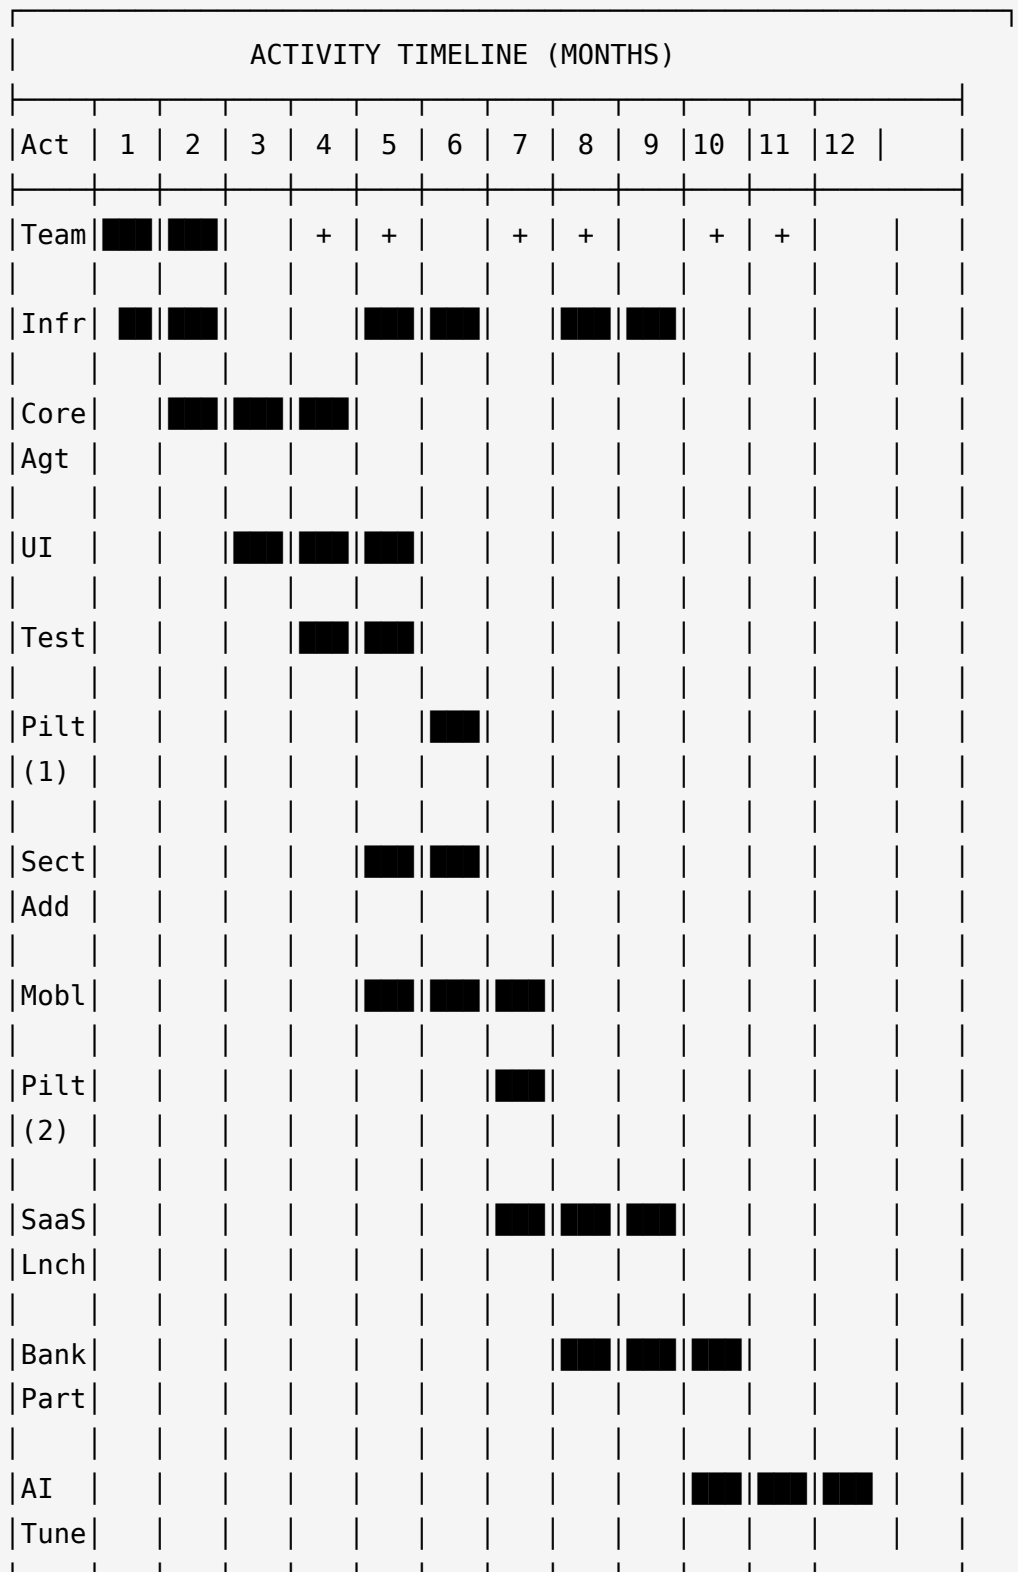 ACTIVITY TIMELINE (MONTHS)
Act 1 2 3 4 5 6 7 8 9 10 11 12
Team + + + + + +
Infr
Core
Agt
UI
Test
Pilt
(1)
Sect
Add
Mobl
Pilt
(2)
SaaS
Lnch
Bank
Part
AI
Tune